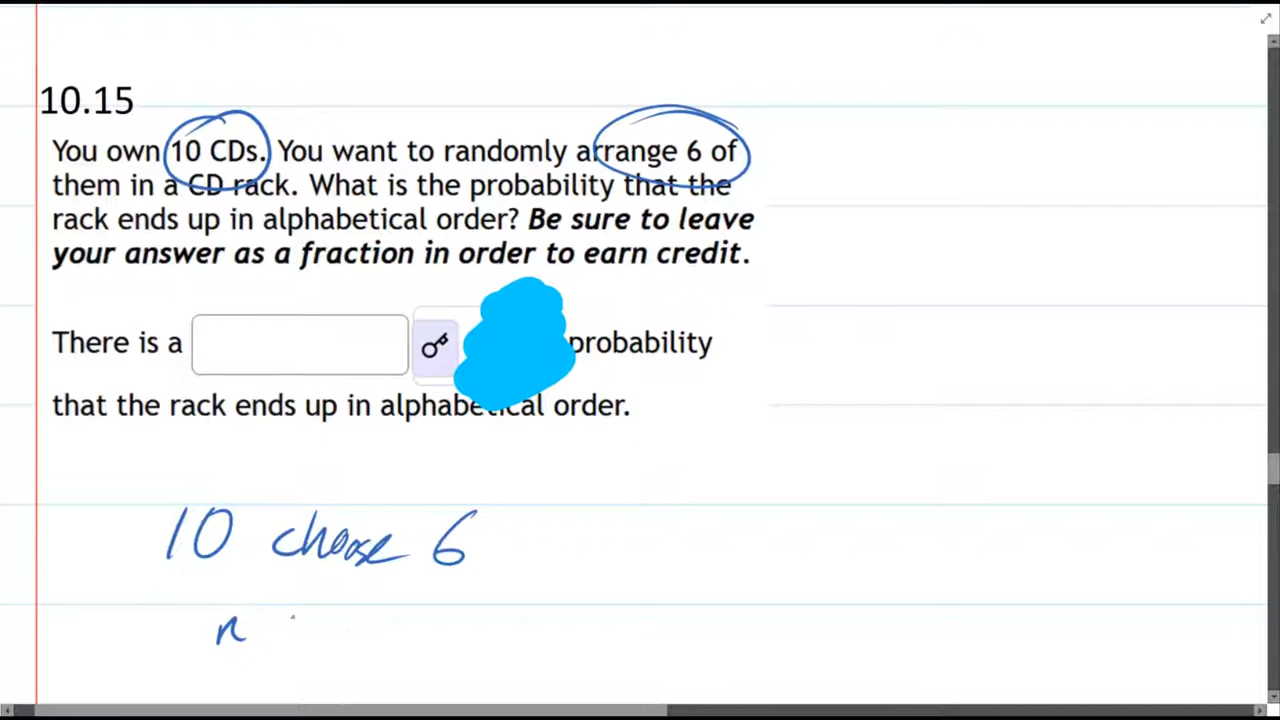 10.15
You own 10 CDs. You want to randomly arrange 6 of
them in a CD rack. What is the probability that the
rack ends up in alphabetical order? Be sure to leave
your answer as a fraction in order to earn credit.
There is a probability
that the rack ends up in alphabetical order.
10 choose 6
n